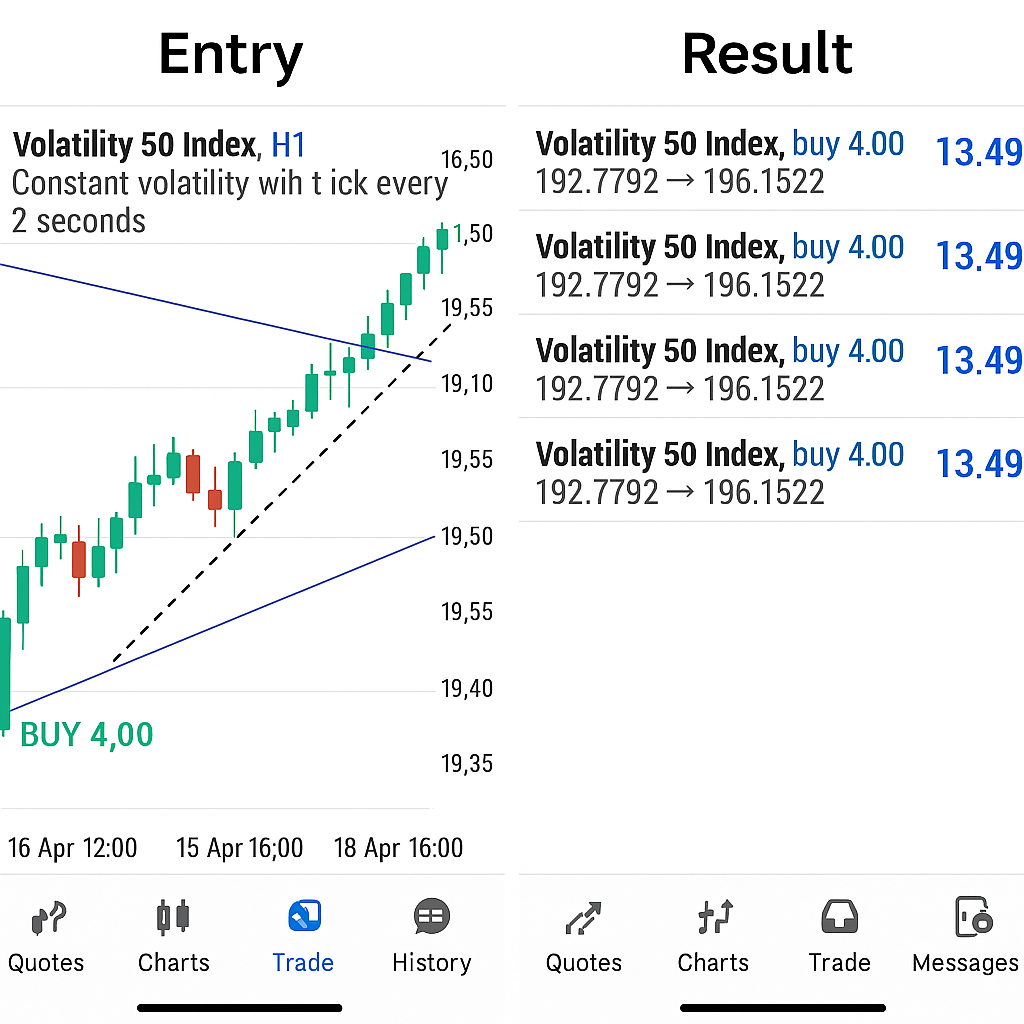 Entry
Volatility 50 Index, H1
Constant volatility wih t ick every
2 seconds
16,50
1,50
19,55
19,10
19,55
19,50
19,55
19,40
19,35
BUY 4,00
16 Apr 12:00 15 Apr 16;00 18 Apr 16:00
Quotes Charts Trade History
Result
Volatility 50 Index, buy 4.00 13.49
192.7792 → 196.1522
Volatility 50 Index, buy 4.00 13.49
192.7792 → 196.1522
Volatility 50 Index, buy 4.00 13.49
192.7792 → 196.1522
Volatility 50 Index, buy 4.00 13.49
192.7792 → 196.1522
Quotes Charts Trade Messages